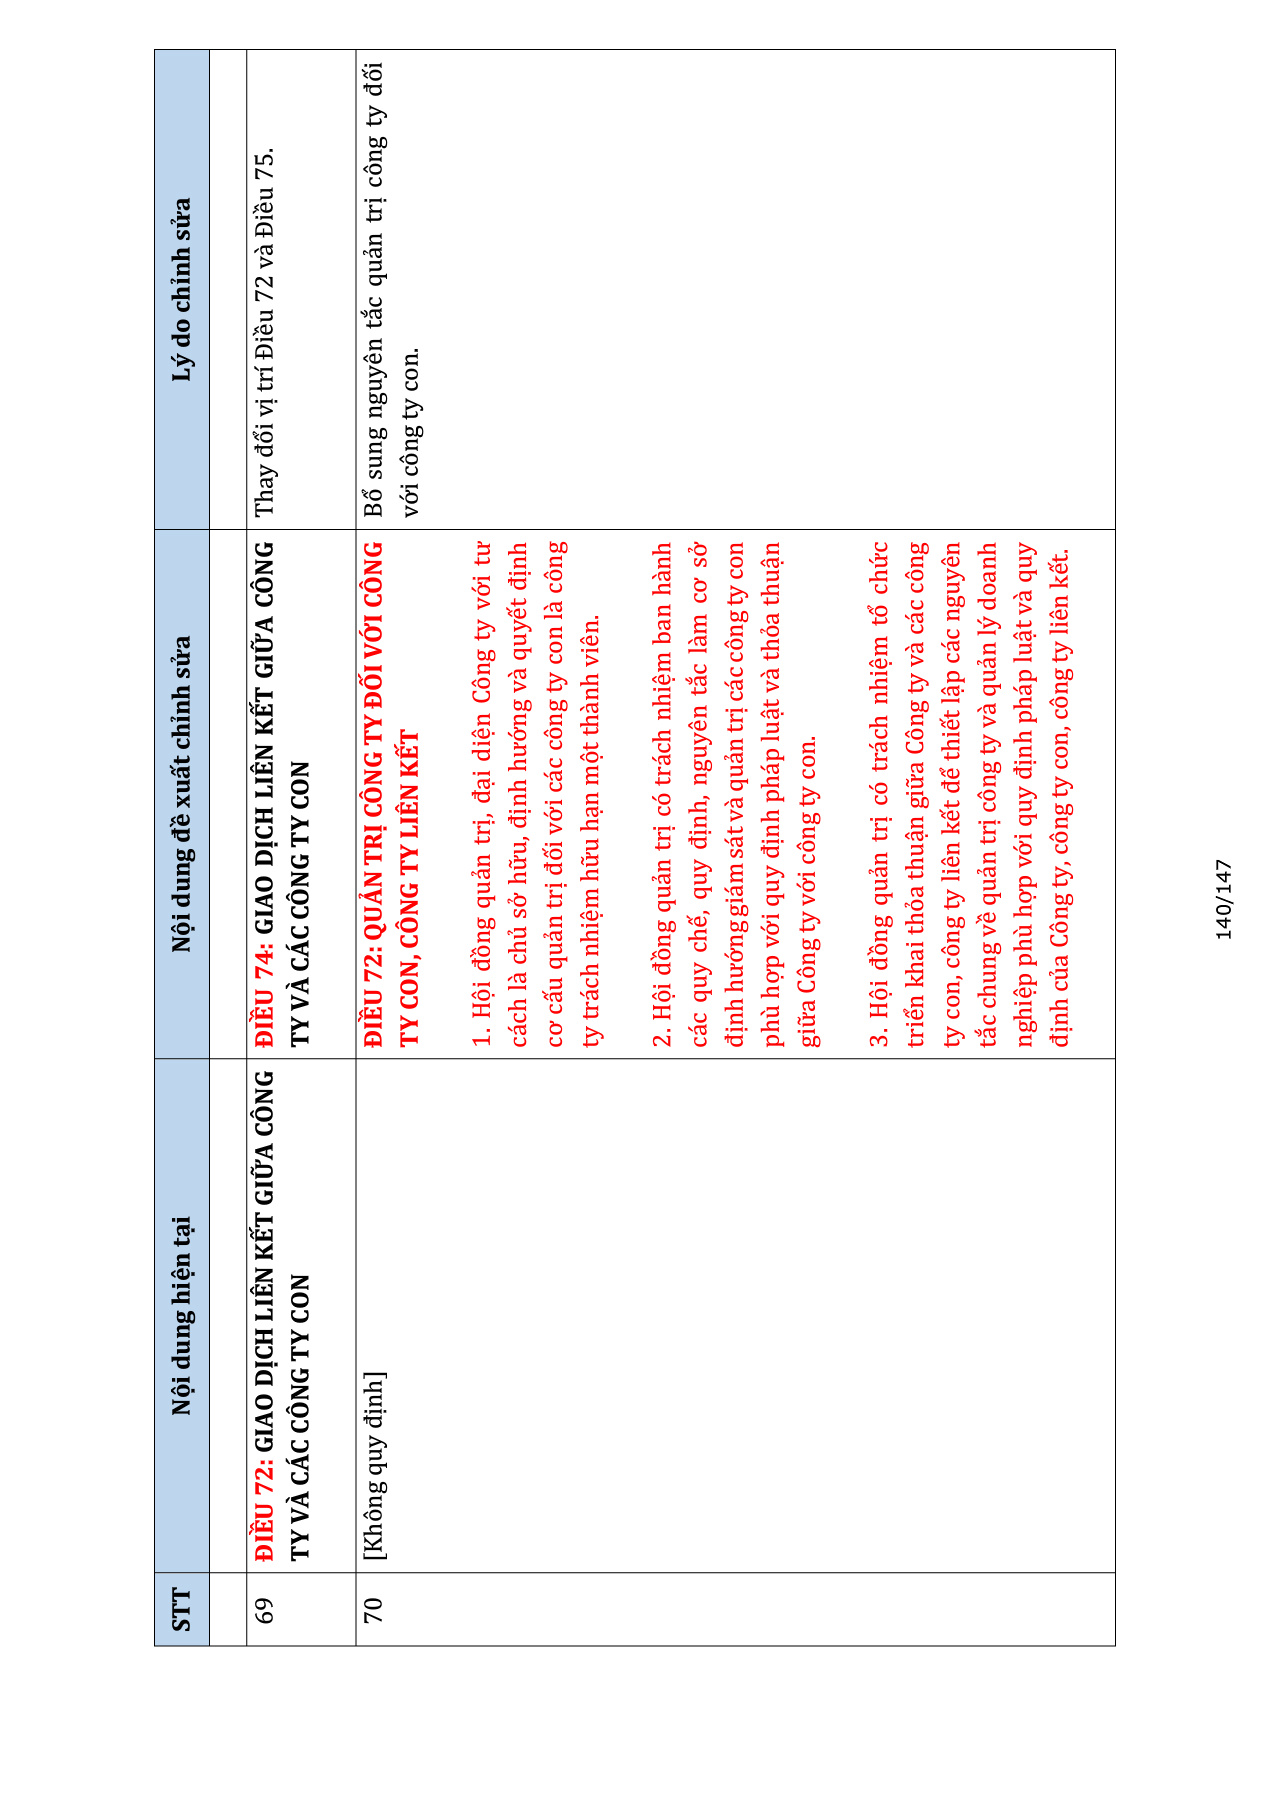 STT
Nội dung hiện tại
Nội dung đề xuất chỉnh sửa
Lý do chỉnh sửa
69
ĐIỀU 72: GIAO DỊCH LIÊN KẾT GIỮA CÔNG
TY VÀ CÁC CÔNG TY CON
ĐIỀU 74: GIAO DỊCH LIÊN KẾT GIỮA CÔNG
TY VÀ CÁC CÔNG TY CON
Thay đổi vị trí Điều 72 và Điều 75.
70
[Không quy định]
ĐIỀU 72: QUẢN TRỊ CÔNG TY ĐỐI VỚI CÔNG
TY CON, CÔNG TY LIÊN KẾT
1. Hội đồng quản trị, đại diện Công ty với tư
cách là chủ sở hữu, định hướng và quyết định
cơ cấu quản trị đối với các công ty con là công
ty trách nhiệm hữu hạn một thành viên.
2. Hội đồng quản trị có trách nhiệm ban hành
các quy chế, quy định, nguyên tắc làm cơ sở
định hướng giám sát và quản trị các công ty con
phù hợp với quy định pháp luật và thỏa thuận
giữa Công ty với công ty con.
3. Hội đồng quản trị có trách nhiệm tổ chức
triển khai thỏa thuận giữa Công ty và các công
ty con, công ty liên kết để thiết lập các nguyên
tắc chung về quản trị công ty và quản lý doanh
nghiệp phù hợp với quy định pháp luật và quy
định của Công ty, công ty con, công ty liên kết.
Bổ sung nguyên tắc quản trị công ty đối
với công ty con.
140/147